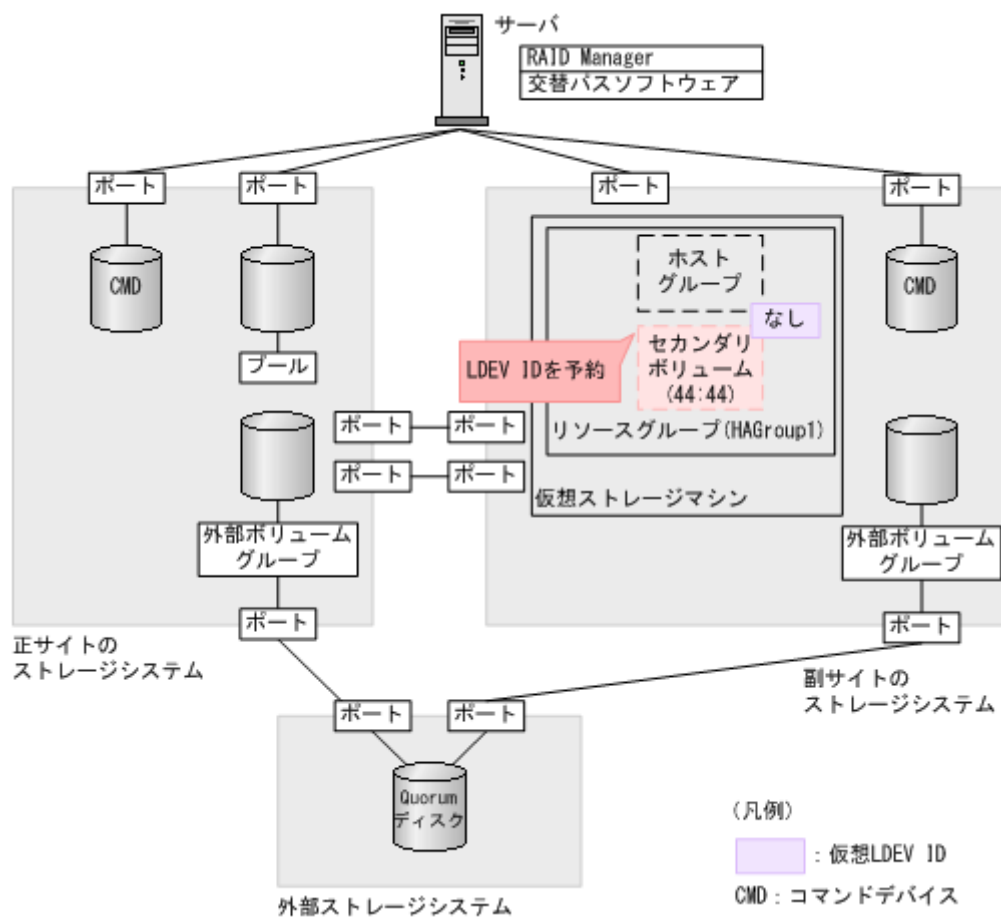 サーバ
RAID Manager
交替パスソフトウェア
ポート
ポート
ポート
ポート
CMD
ホスト
グループ
なし
CMD
プール
LDEV IDを予約
セカンダリ
ボリューム
(44:44)
リソースグループ(HAGroup1)
ポート
ポート
ポート
ポート
仮想ストレージマシン
外部ボリューム
グループ
外部ボリューム
グループ
ポート
ポート
正サイトの
ストレージシステム
副サイトの
ストレージシステム
ポート
ポート
Quorum
ディスク
外部ストレージシステム
(凡例)
：仮想LDEV ID
CMD：コマンドデバイス